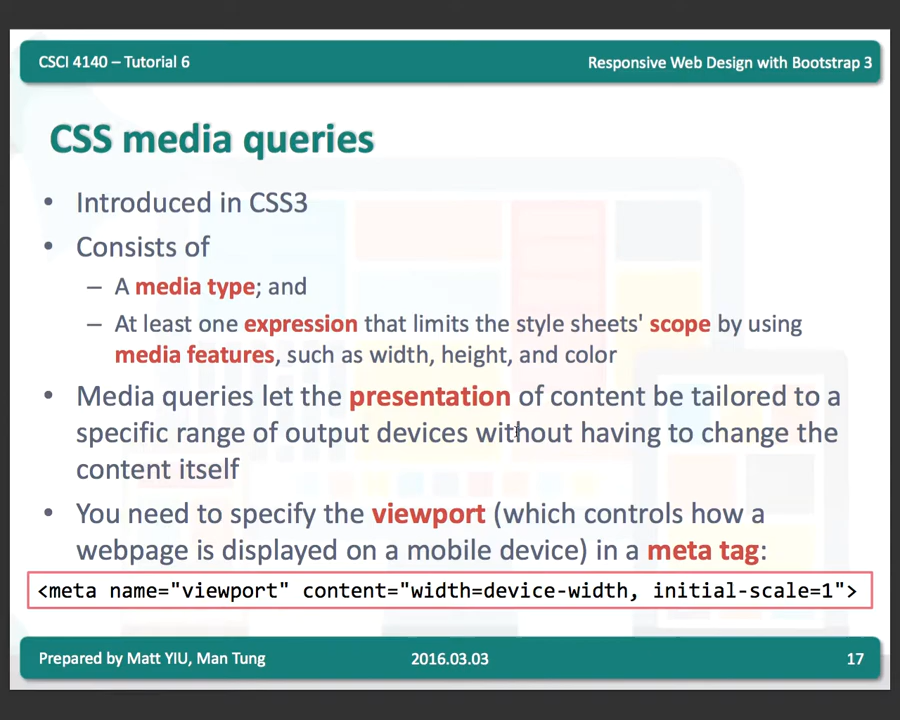 CSCI 4140 – Tutorial 6
Responsive Web Design with Bootstrap 3
CSS media queries
• Introduced in CSS3
• Consists of
– A media type; and
– At least one expression that limits the style sheets' scope by using
media features, such as width, height, and color
• Media queries let the presentation of content be tailored to a
specific range of output devices without having to change the
content itself
• You need to specify the viewport (which controls how a
webpage is displayed on a mobile device) in a meta tag:
<meta name="viewport" content="width=device-width, initial-scale=1">
Prepared by Matt YIU, Man Tung
2016.03.03
17